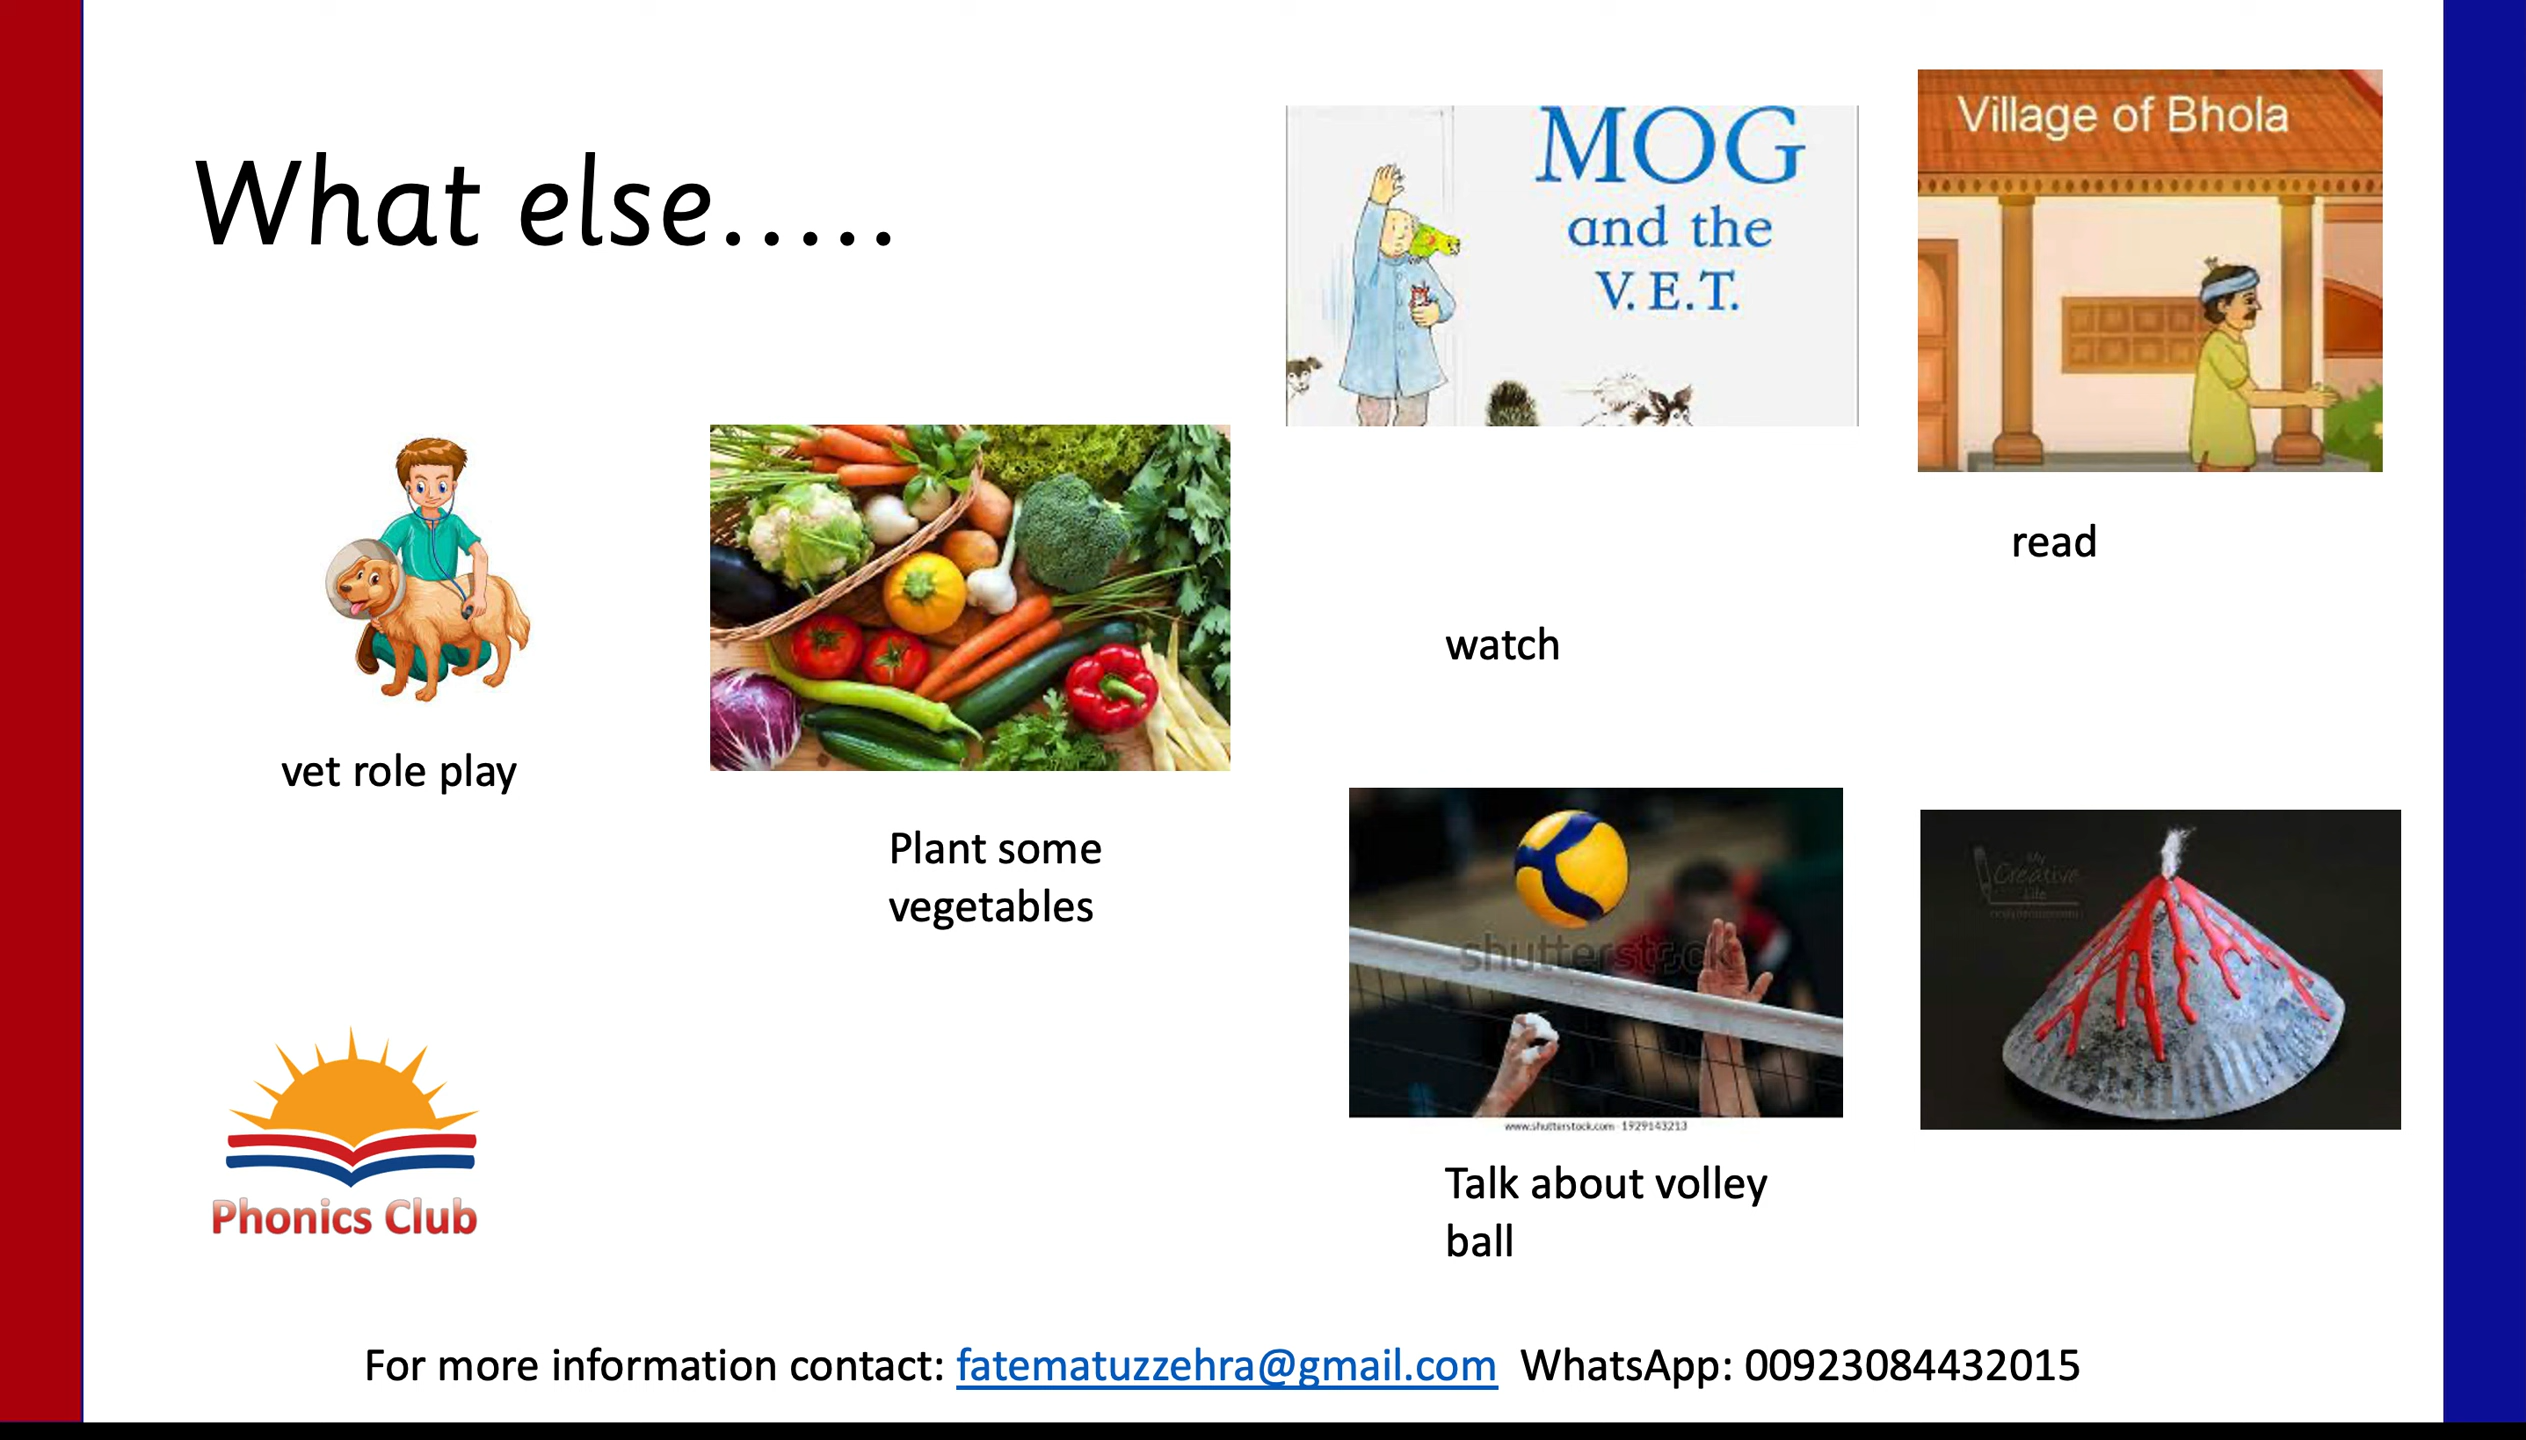 What else.....
MOG
and the
V.E.T.
Village of Bhola
read
watch
vet role play
Plant some
vegetables
shutterstock
www.shutterstock.com · 1929143213
My
Creative
Life
Talk about volley
ball
Phonics Club
For more information contact: fatematuzzehra@gmail.com WhatsApp: 00923084432015